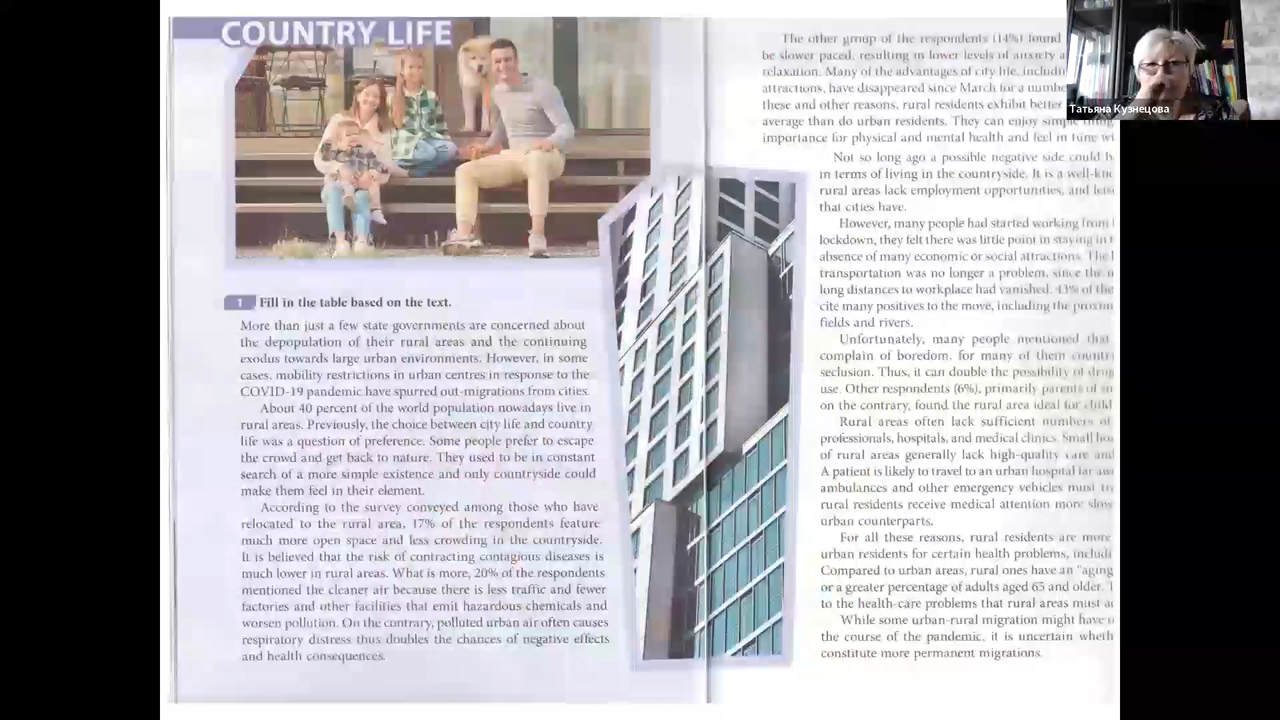 COUNTRY LIFE
1 Fill in the table based on the text.
More than just a few state governments are concerned about
the depopulation of their rural areas and the continuing
exodus towards large urban environments. However, in some
cases, mobility restrictions in urban centres in response to the
COVID-19 pandemic have spurred out-migrations from cities.
About 40 percent of the world population nowadays live in
rural areas. Previously, the choice between city life and country
life was a question of preference. Some people prefer to escape
the crowd and get back to nature. They used to be in constant
search of a more simple existence and only countryside could
make them feel in their element.
According to the survey conveyed among those who have
relocated to the rural area, 17% of the respondents feature
much more open space and less crowding in the countryside.
It is believed that the risk of contracting contagious diseases is
much lower in rural areas. What is more, 20% of the respondents
mentioned the cleaner air because there is less traffic and fewer
factories and other facilities that emit hazardous chemicals and
worsen pollution. On the contrary, polluted urban air often causes
respiratory distress thus doubles the chances of negative effects
and health consequences.
The other group of the respondents (14%) found
be slower paced, resulting in lower levels of anxiety
relaxation. Many of the advantages of city life,
attractions, have disappeared since March for a
these and other reasons, rural residents exhibit better
average than do urban residents. They can enjoy
importance for physical and mental health and feel in tune
Not so long ago a possible negative side could
in terms of living in the countryside. It is a
rural areas lack employment opportunities, and
that cities have.
However, many people had started working from
lockdown, they felt there was little point in staying in
absence of many economic or social attractions. The
transportation was no longer a problem, since the
long distances to workplace had vanished. 43% of
cite many positives to the move, including the
fields and rivers.
Unfortunately, many people mentioned that
complain of boredom, for many of them
seclusion. Thus, it can double the possibility of
use. Other respondents (6%), primarily parents of
on the contrary, found the rural area ideal for
Rural areas often lack sufficient numbers of
professionals, hospitals, and medical clinics. Small
of rural areas generally lack high-quality care
A patient is likely to travel to an urban hospital far
ambulances and other emergency vehicles must
rural residents receive medical attention more
urban counterparts.
For all these reasons, rural residents are more
urban residents for certain health problems,
Compared to urban areas, rural ones have an "aging
or a greater percentage of adults aged 65 and older.
to the health-care problems that rural areas must
While some urban-rural migration might have
the course of the pandemic, it is uncertain
constitute more permanent migrations.
Татьяна Кузнецова